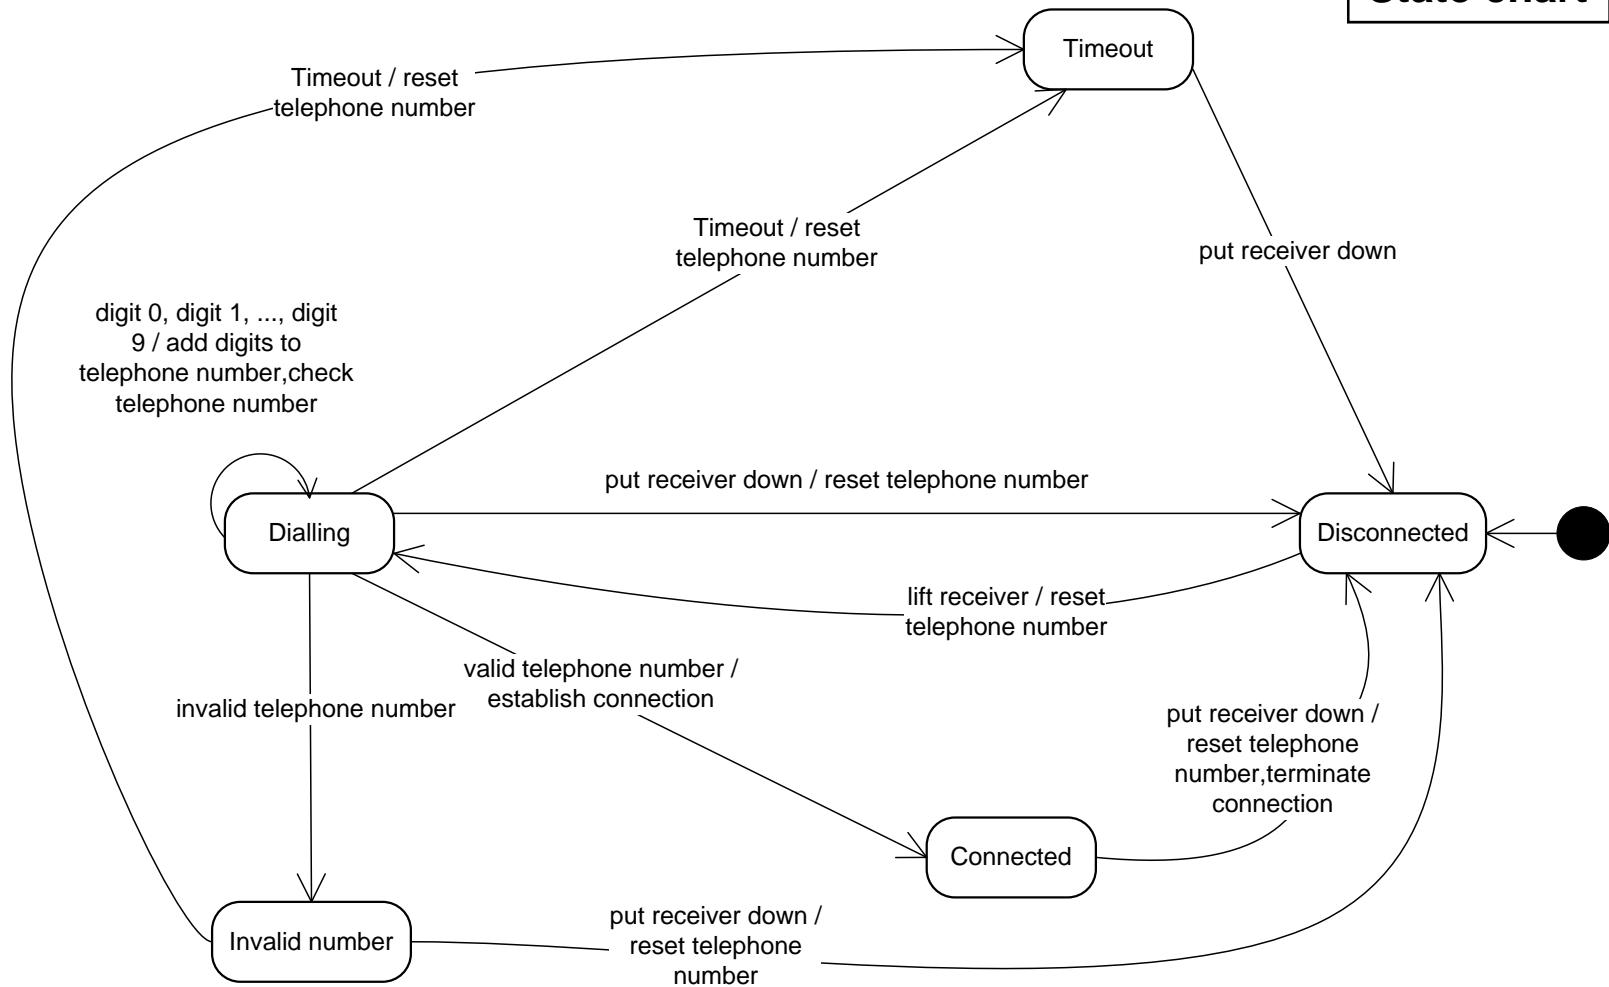 State chart
Timeout
Timeout / reset
telephone number
Timeout / reset
telephone number
put receiver down
digit 0, digit 1, ..., digit
9 / add digits to
telephone number,check
telephone number
put receiver down / reset telephone number
Dialling
Disconnected
lift receiver / reset
telephone number
valid telephone number /
establish connection
invalid telephone number
put receiver down /
reset telephone
number,terminate
connection
Connected
Invalid number
put receiver down /
reset telephone
number